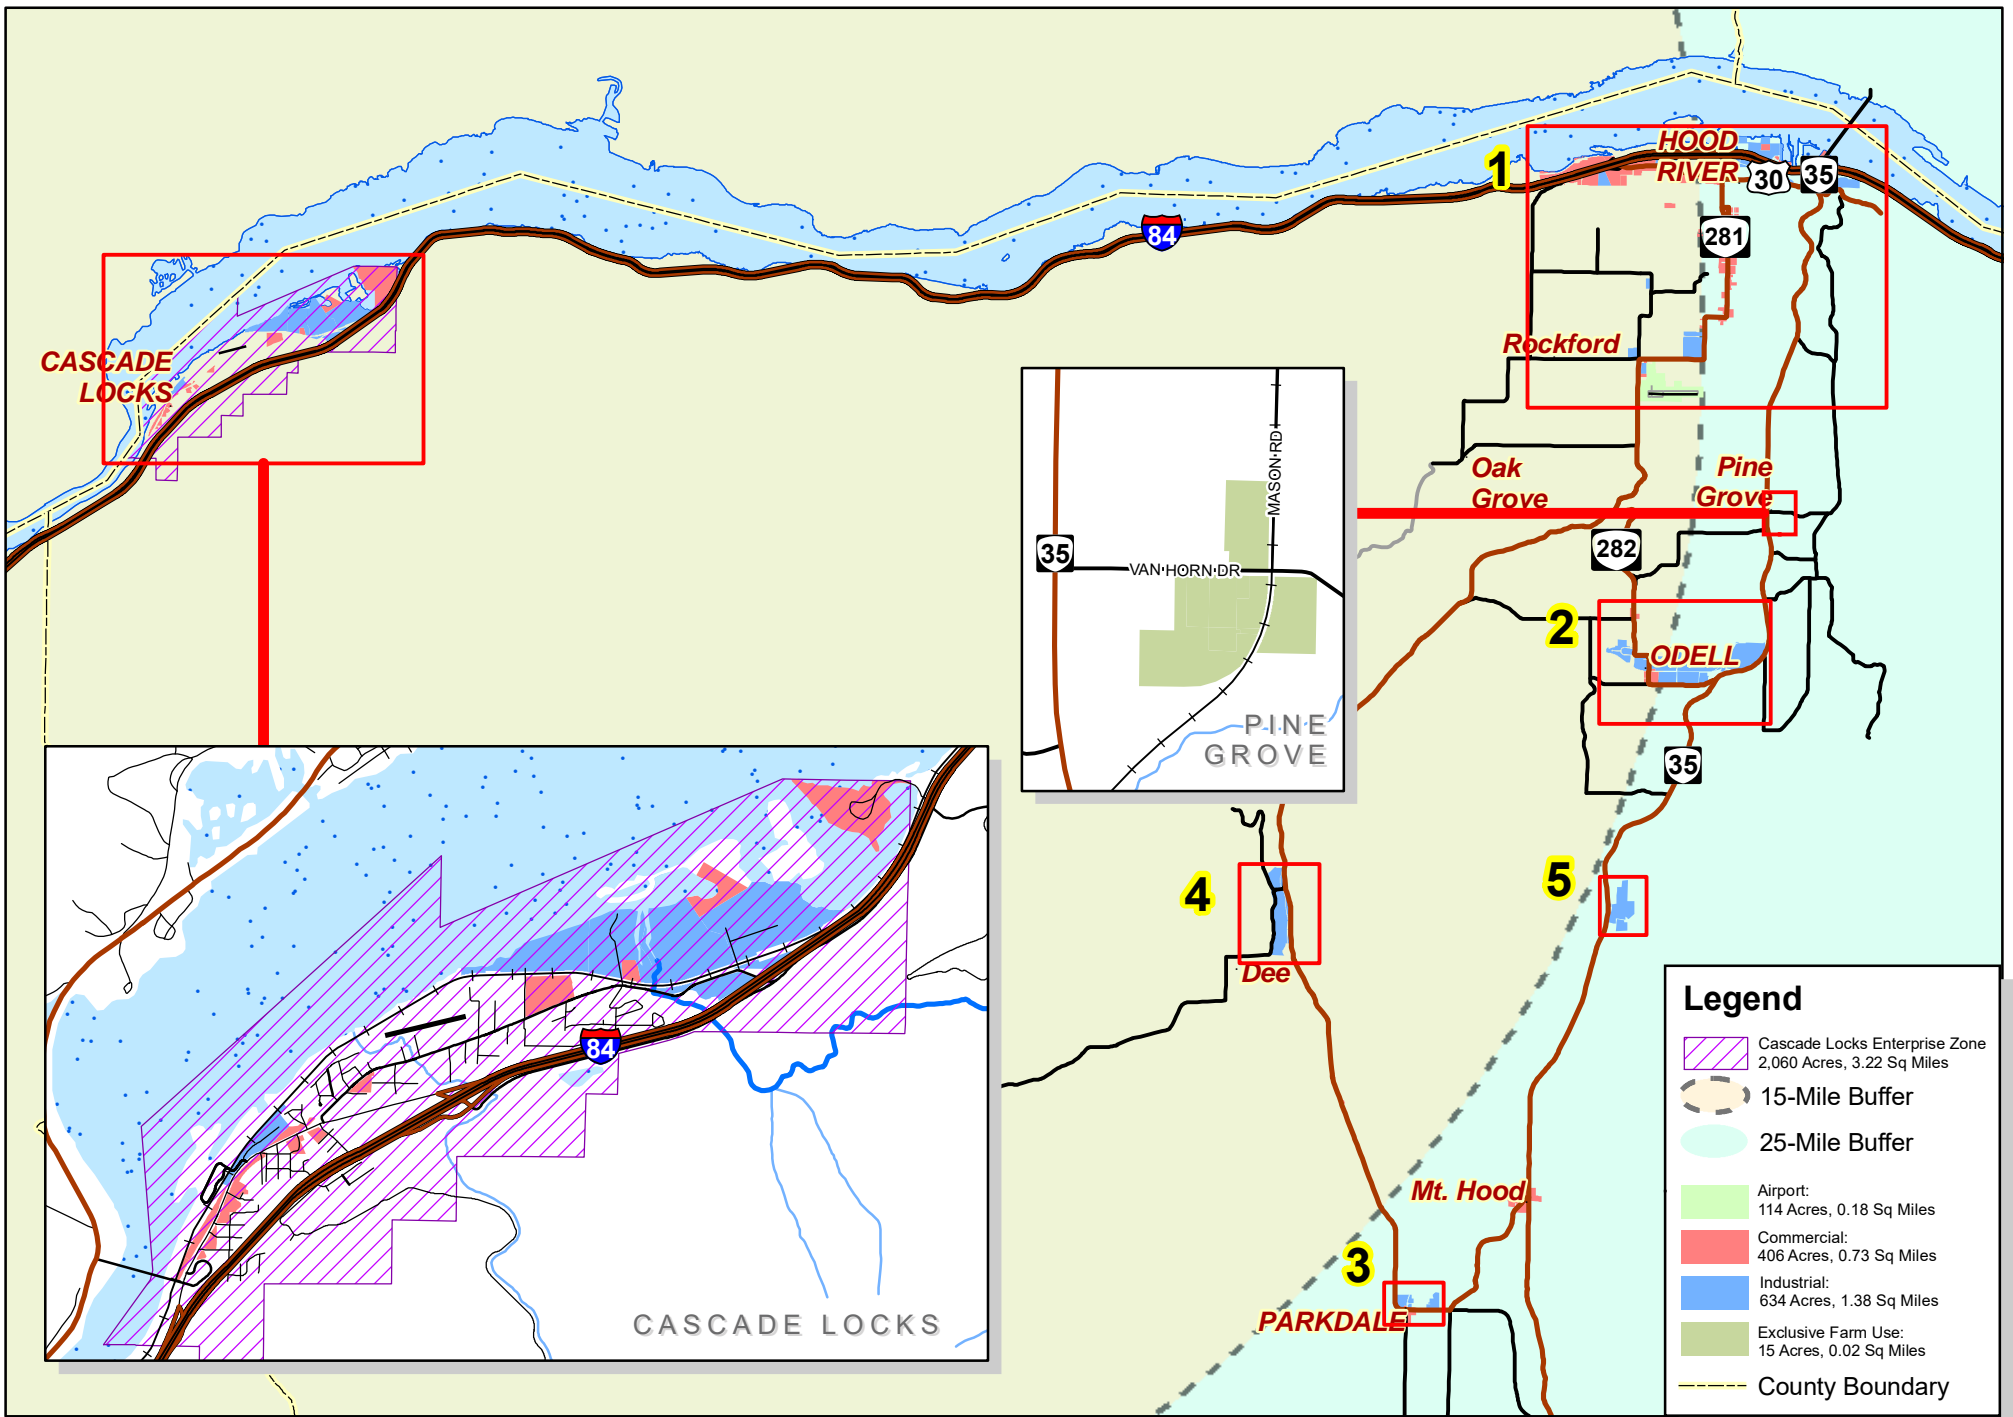 1
HOOD
RIVER
30
35
84
281
CASCADE
LOCKS
Rockford
Oak
Grove
Pine
Grove
MASON RD
35
VAN HORN DR
PINE
GROVE
282
2
ODELL
35
4
5
Dee
84
CASCADE LOCKS
Mt. Hood
3
PARKDALE
Legend
Cascade Locks Enterprise Zone
2,060 Acres, 3.22 Sq Miles
15-Mile Buffer
25-Mile Buffer
Airport:
114 Acres, 0.18 Sq Miles
Commercial:
406 Acres, 0.73 Sq Miles
Industrial:
634 Acres, 1.38 Sq Miles
Exclusive Farm Use:
15 Acres, 0.02 Sq Miles
County Boundary